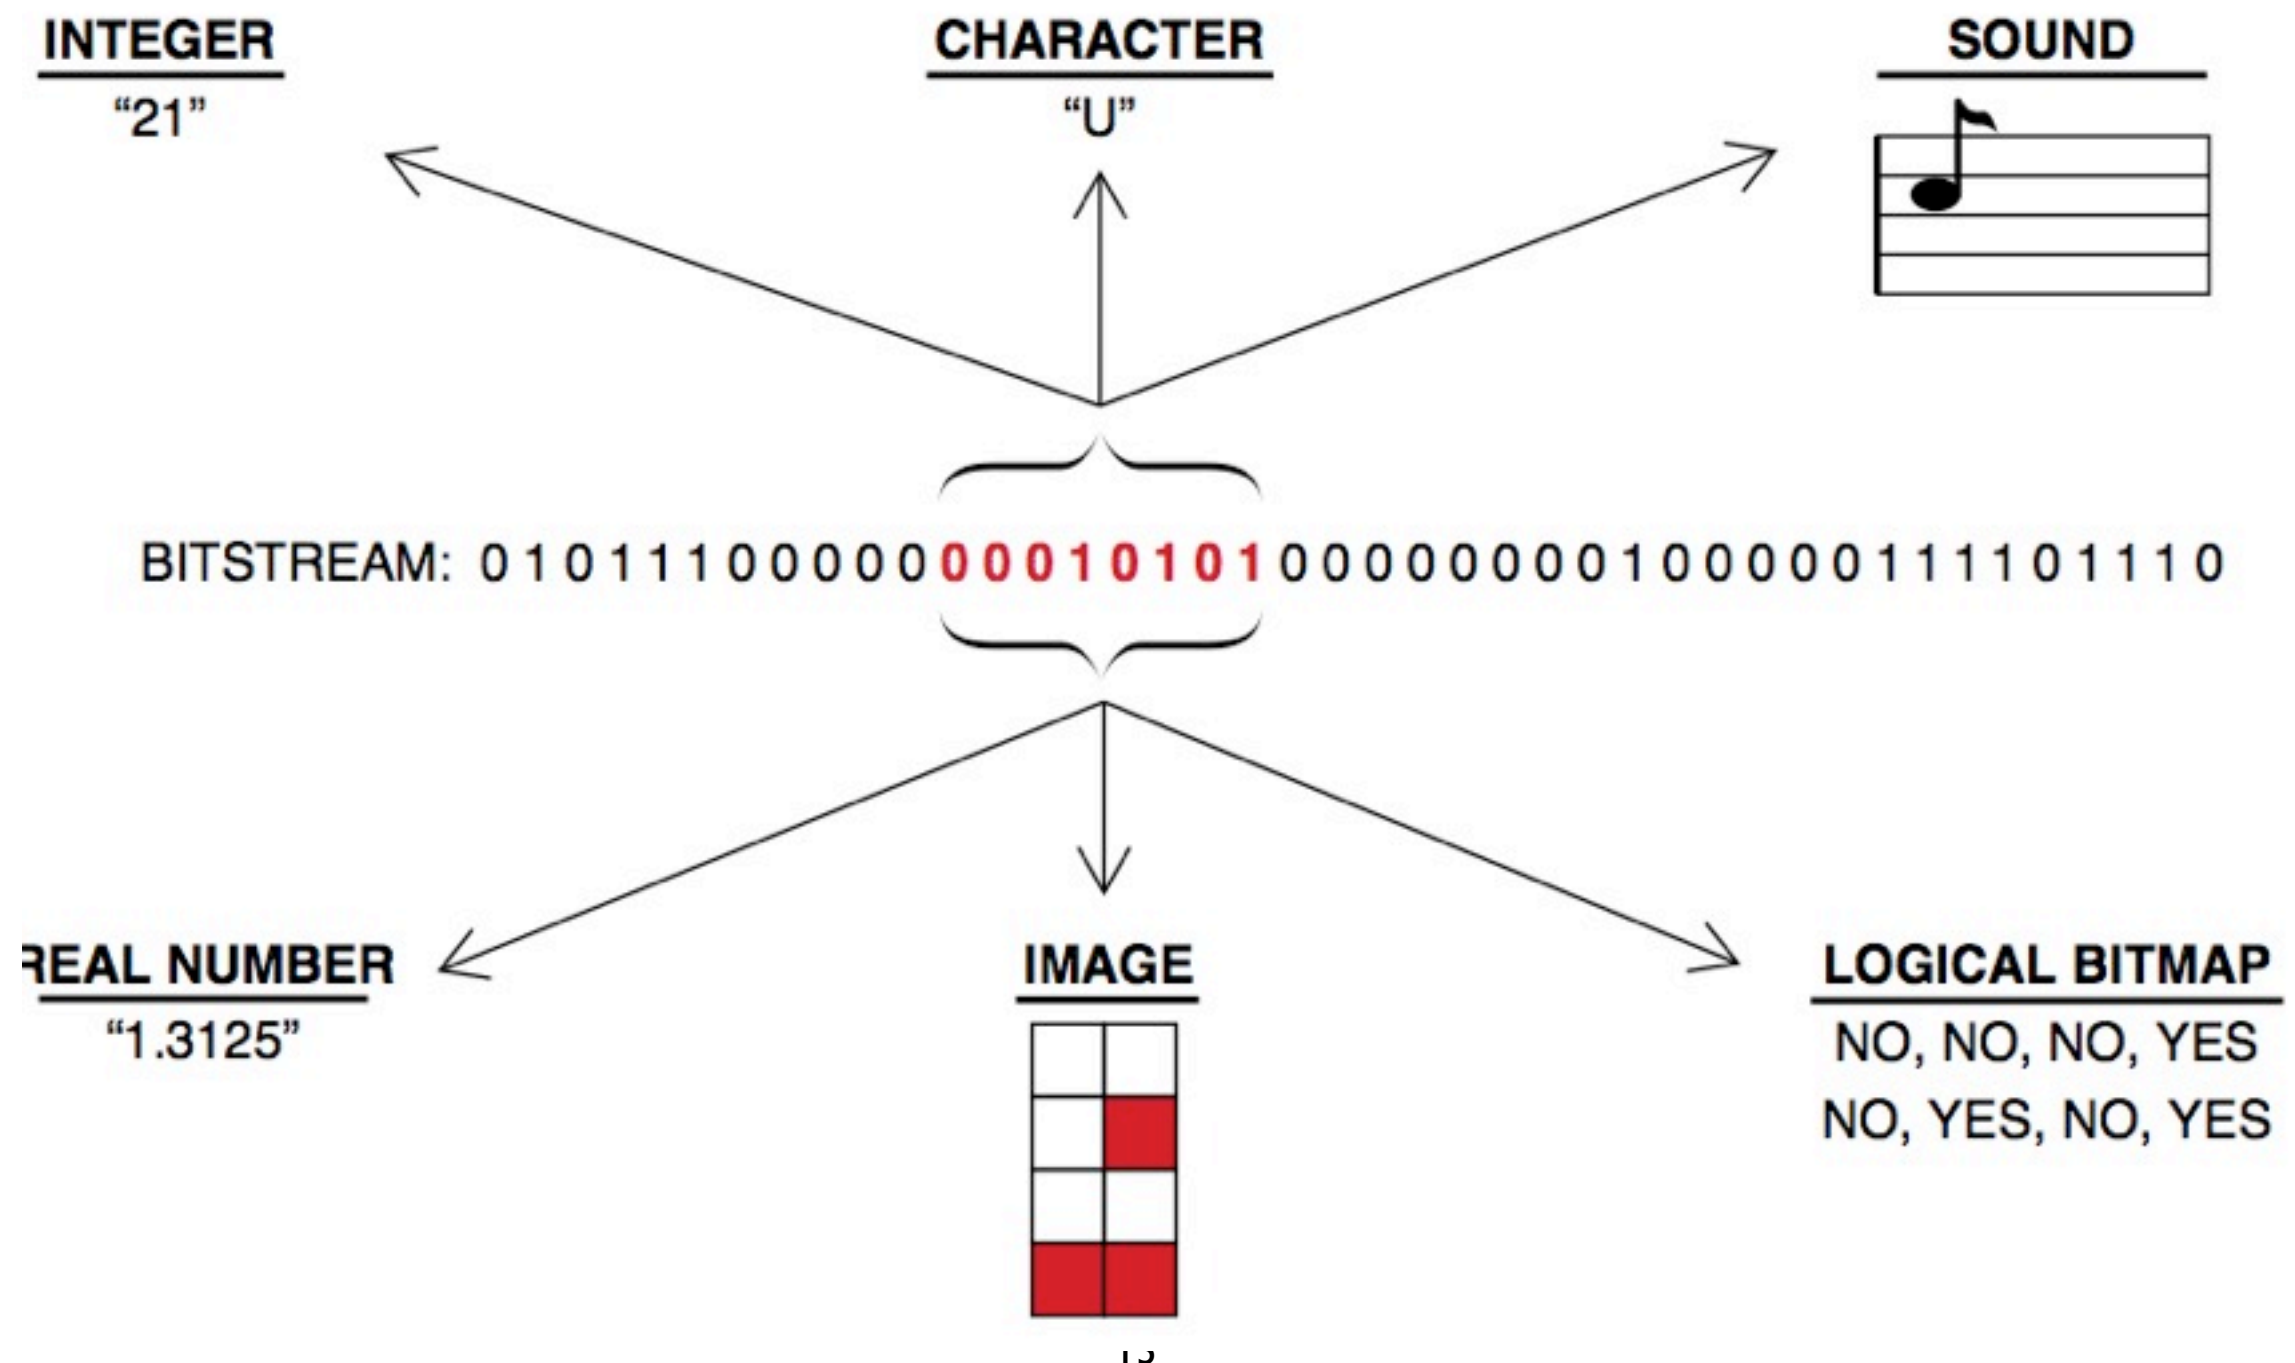 INTEGER
“21”
CHARACTER
“U”
SOUND
BITSTREAM: 0 1 0 1 1 1 0 0 0 0 0 0 0 0 1 0 1 0 1 0 0 0 0 0 0 0 0 1 0 0 0 0 0 1 1 1 1 0 1 1 1 0
REAL NUMBER
“1.3125”
IMAGE
LOGICAL BITMAP
NO, NO, NO, YES
NO, YES, NO, YES